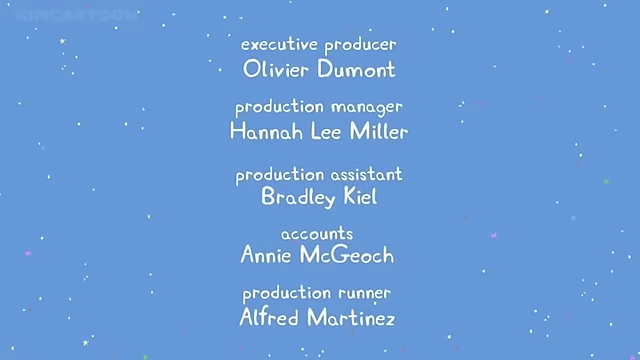 KIMCARTOON
executive producer
Olivier Dumont
production manager
Hannah Lee Miller
production assistant
Bradley Kiel
accounts
Annie McGeoch
production runner
Alfred Martinez